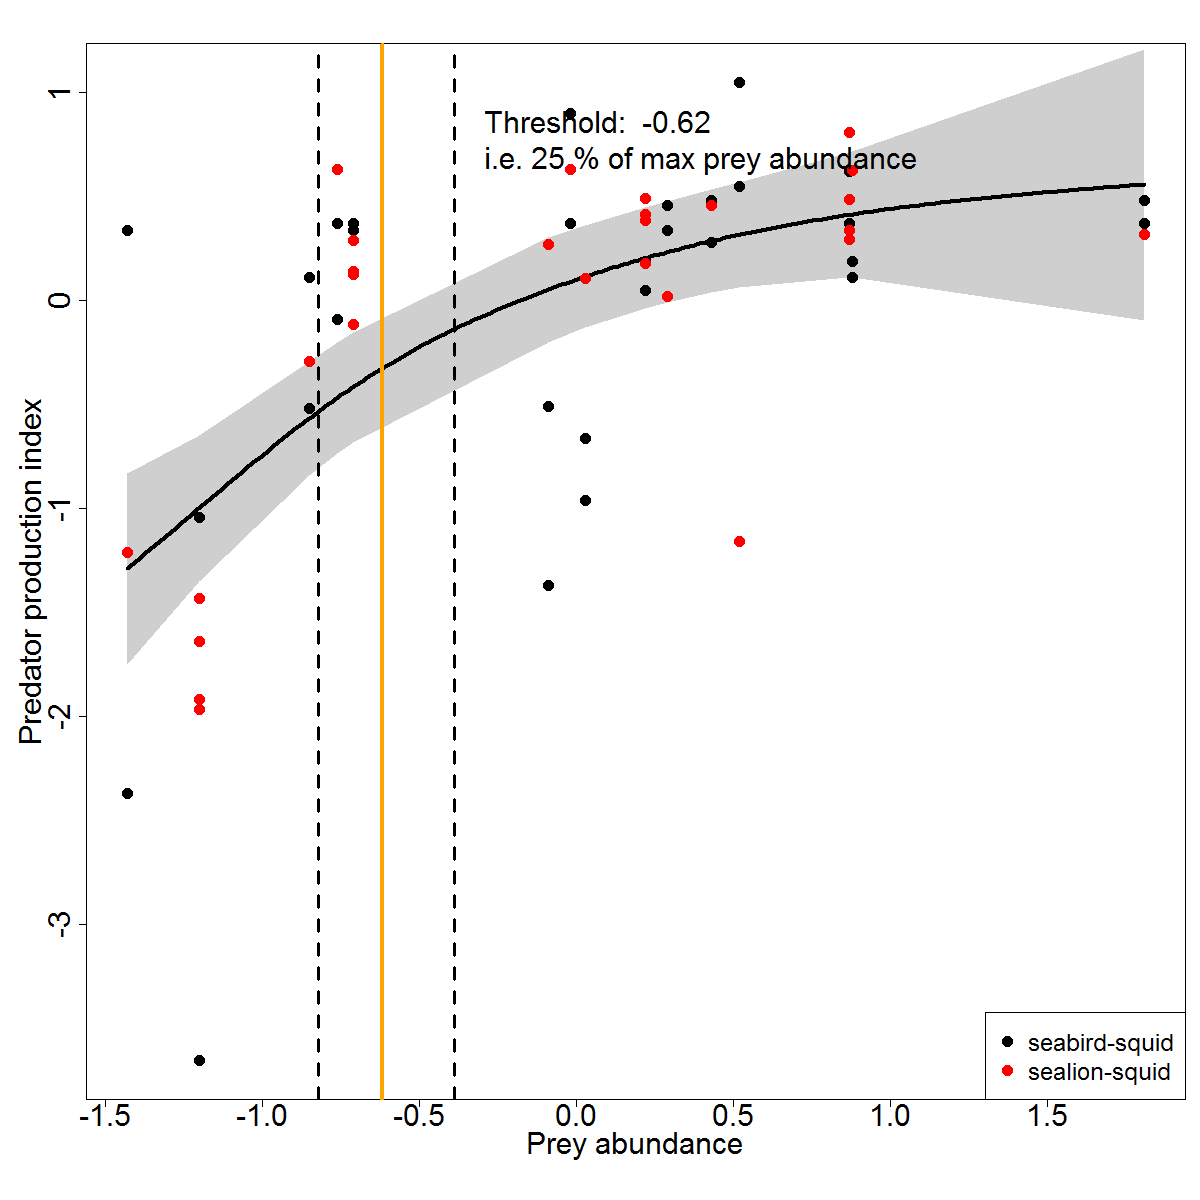 Threshold:  -0.62
i.e. 25 % of max prey abundance
Predator production index
1
0
-1
-2
-3
-1.5
-1.0
-0.5
0.0
0.5
1.0
1.5
Prey abundance
seabird-squid
sealion-squid